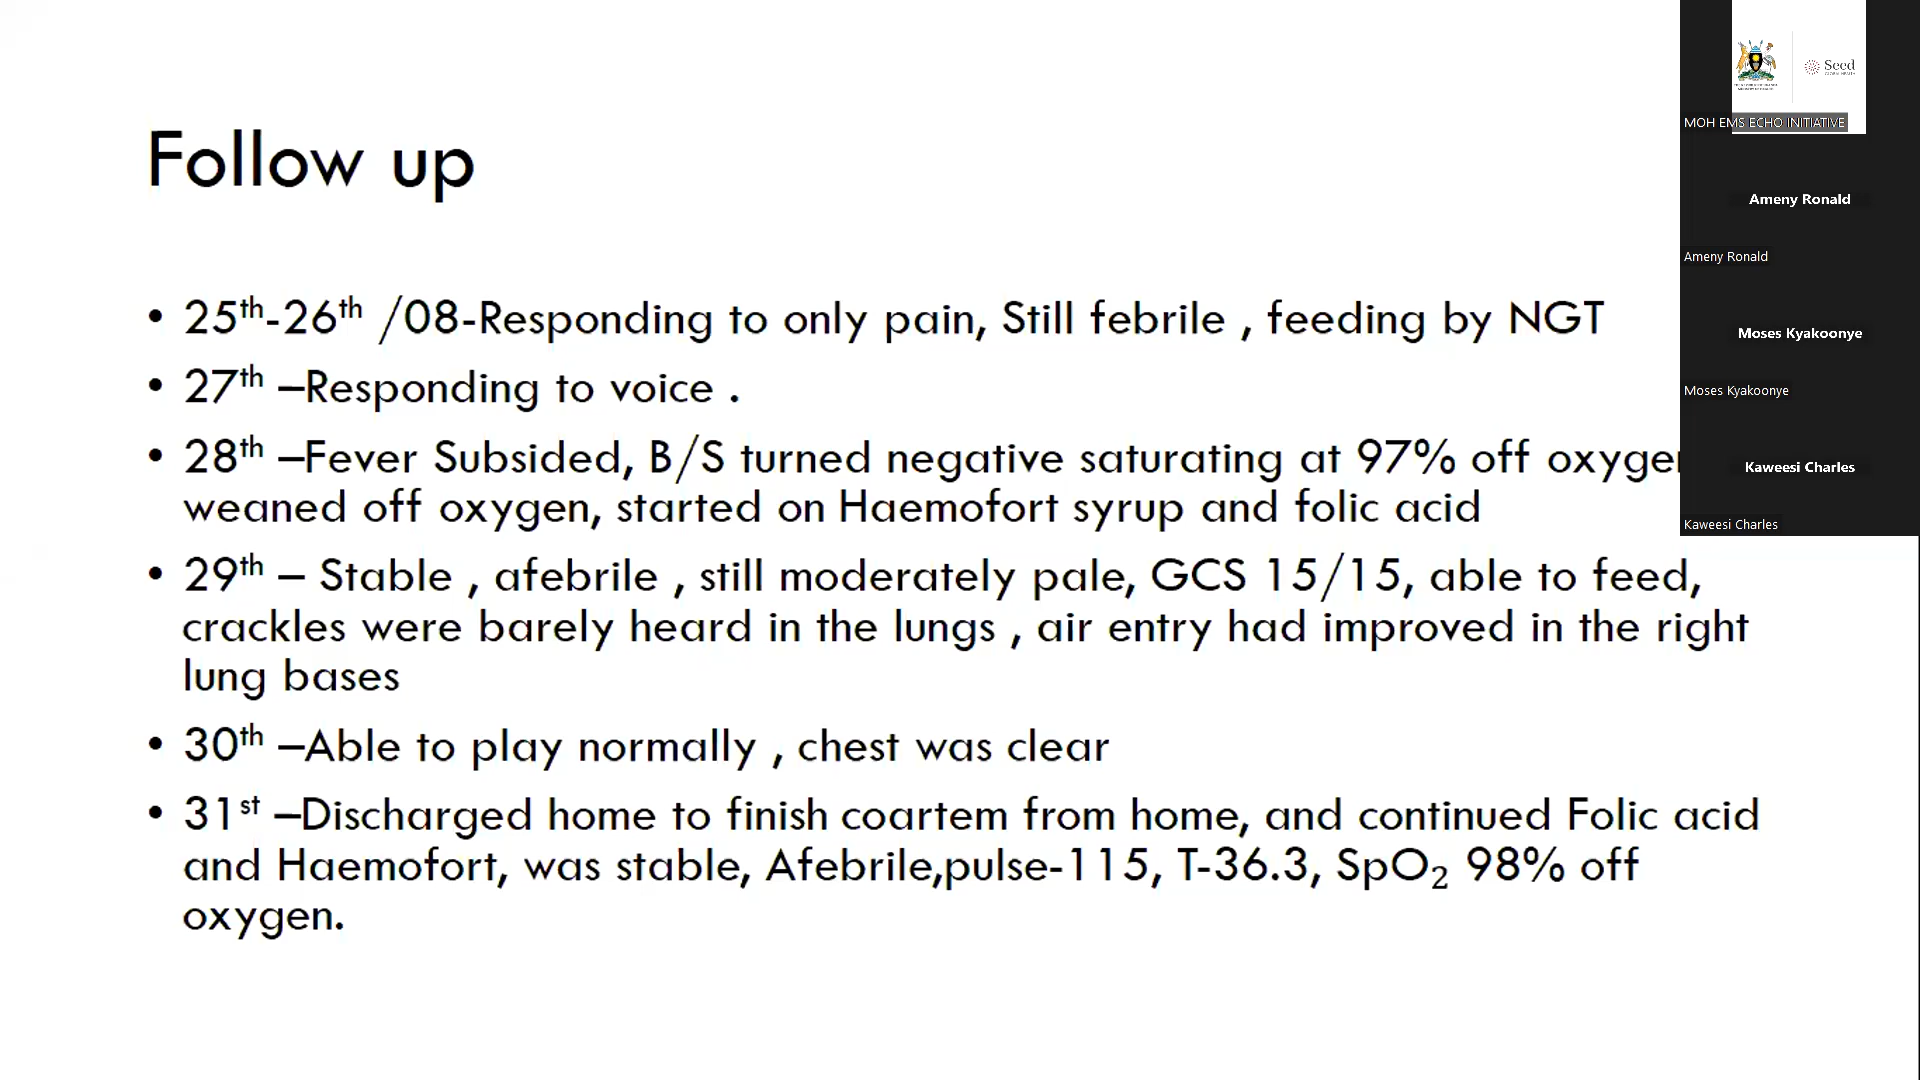 Follow up
• 25th-26th /08-Responding to only pain, Still febrile , feeding by NGT
• 27th –Responding to voice .
• 28th –Fever Subsided, B/S turned negative saturating at 97% off oxygen
weaned off oxygen, started on Haemofort syrup and folic acid
• 29th – Stable , afebrile , still moderately pale, GCS 15/15, able to feed,
crackles were barely heard in the lungs , air entry had improved in the right
lung bases
• 30th –Able to play normally , chest was clear
• 31st –Discharged home to finish coartem from home, and continued Folic acid
and Haemofort, was stable, Afebrile,pulse-115, T-36.3, SpO₂ 98% off
oxygen.
Seed
MOH EMS ECHO INITIATIVE
Ameny Ronald
Ameny Ronald
Moses Kyakoonye
Moses Kyakoonye
Kaweesi Charles
Kaweesi Charles